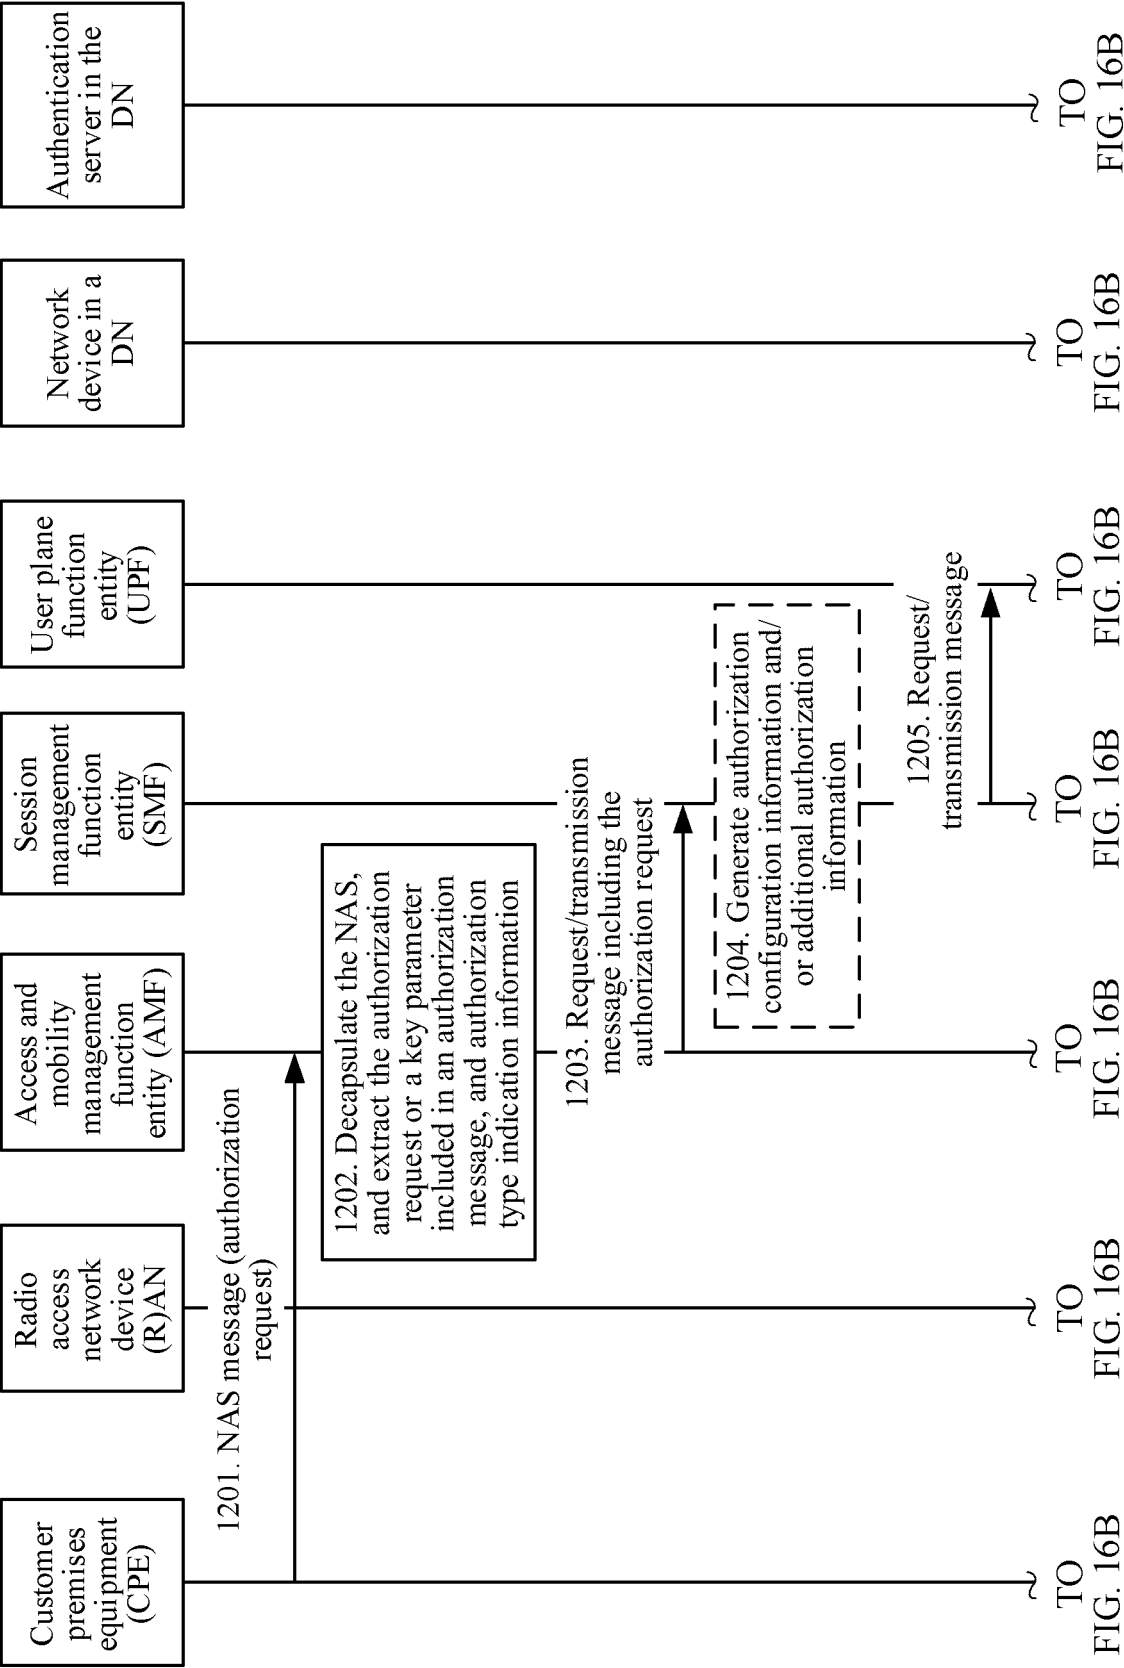 Customer
premises
equipment
(CPE)
Radio
access
network
device
(R)AN
Access and
mobility
management
function
entity (AMF)
Session
management
function
entity
(SMF)
User plane
function
entity
(UPF)
Network
device in a
DN
Authentication
server in the
DN
1201. NAS message (authorization
request)
1202. Decapsulate the NAS,
and extract the authorization
request or a key parameter
included in an authorization
message, and authorization
type indication information
1203. Request/transmission
message including the
authorization request
1204. Generate authorization
configuration information and/
or additional authorization
information
1205. Request/
transmission message
TO
FIG. 16B
TO
FIG. 16B
TO
FIG. 16B
TO
FIG. 16B
TO
FIG. 16B
TO
FIG. 16B
TO
FIG. 16B